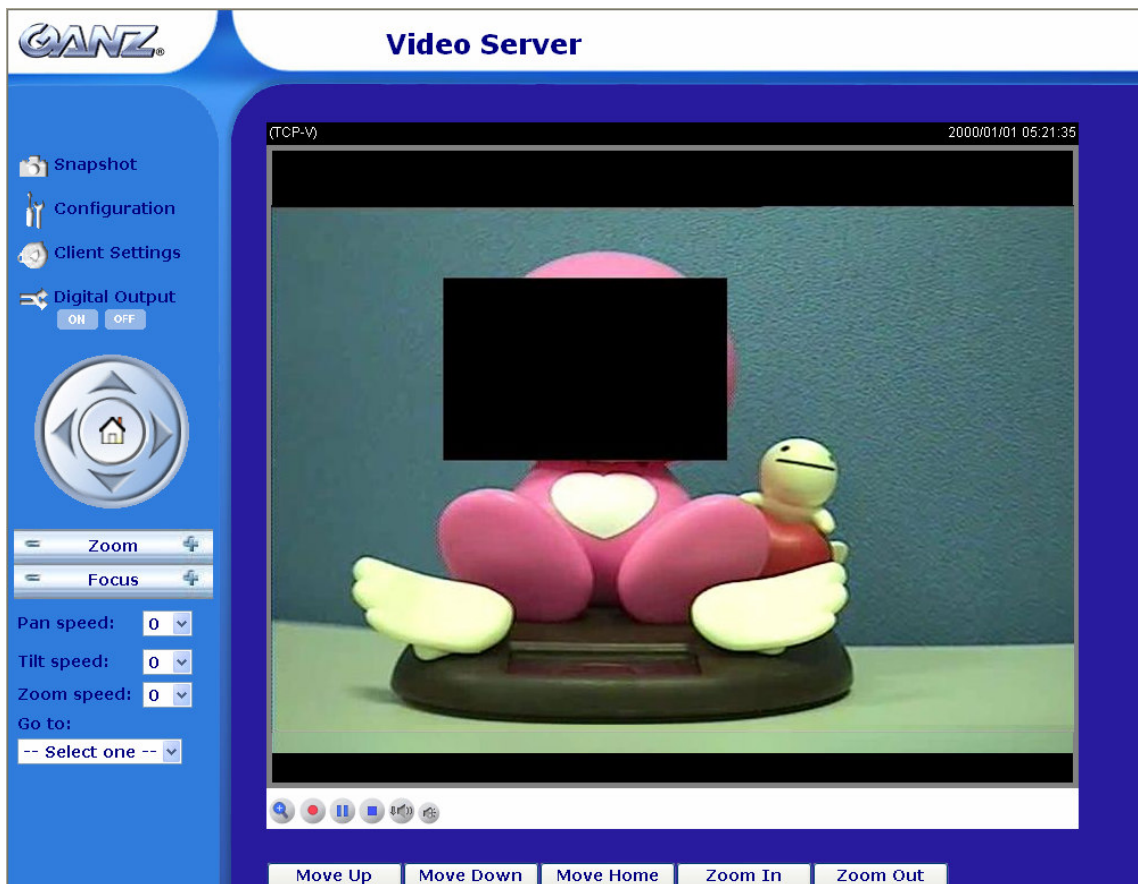 GANZ®
Video Server
(TCP-V)
2000/01/01 05:21:35
Snapshot
Configuration
Client Settings
Digital Output
ON OFF
Zoom
Focus
Pan speed: 0
Tilt speed: 0
Zoom speed: 0
Go to:
-- Select one --
Move Up
Move Down
Move Home
Zoom In
Zoom Out